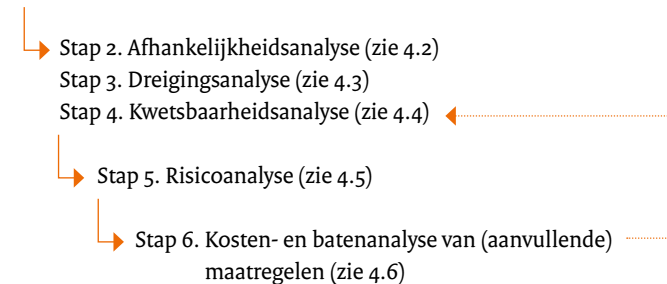 Stap 2. Afhankelijkheidsanalyse (zie 4.2)
Stap 3. Dreigingsanalyse (zie 4.3)
Stap 4. Kwetsbaarheidsanalyse (zie 4.4)
Stap 5. Risicoanalyse (zie 4.5)
Stap 6. Kosten- en batenanalyse van (aanvullende)
maatregelen (zie 4.6)